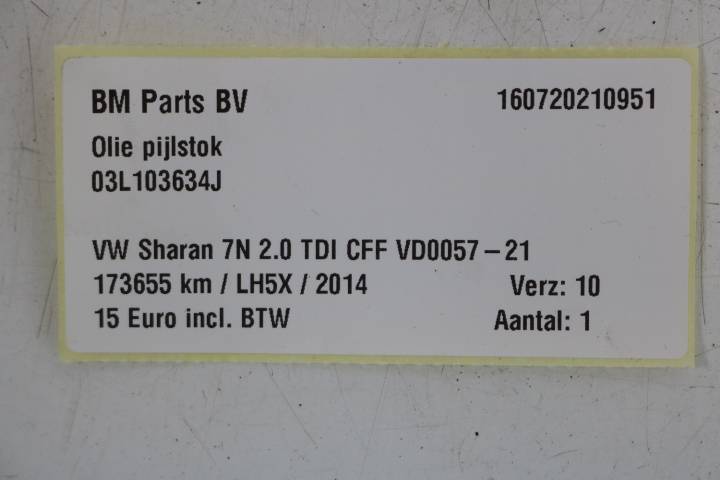 BM Parts BV 160720210951
Olie pijlstok
03L103634J
VW Sharan 7N 2.0 TDI CFF VD0057-21
173655 km / LH5X / 2014 Verz: 10
15 Euro incl. BTW Aantal: 1